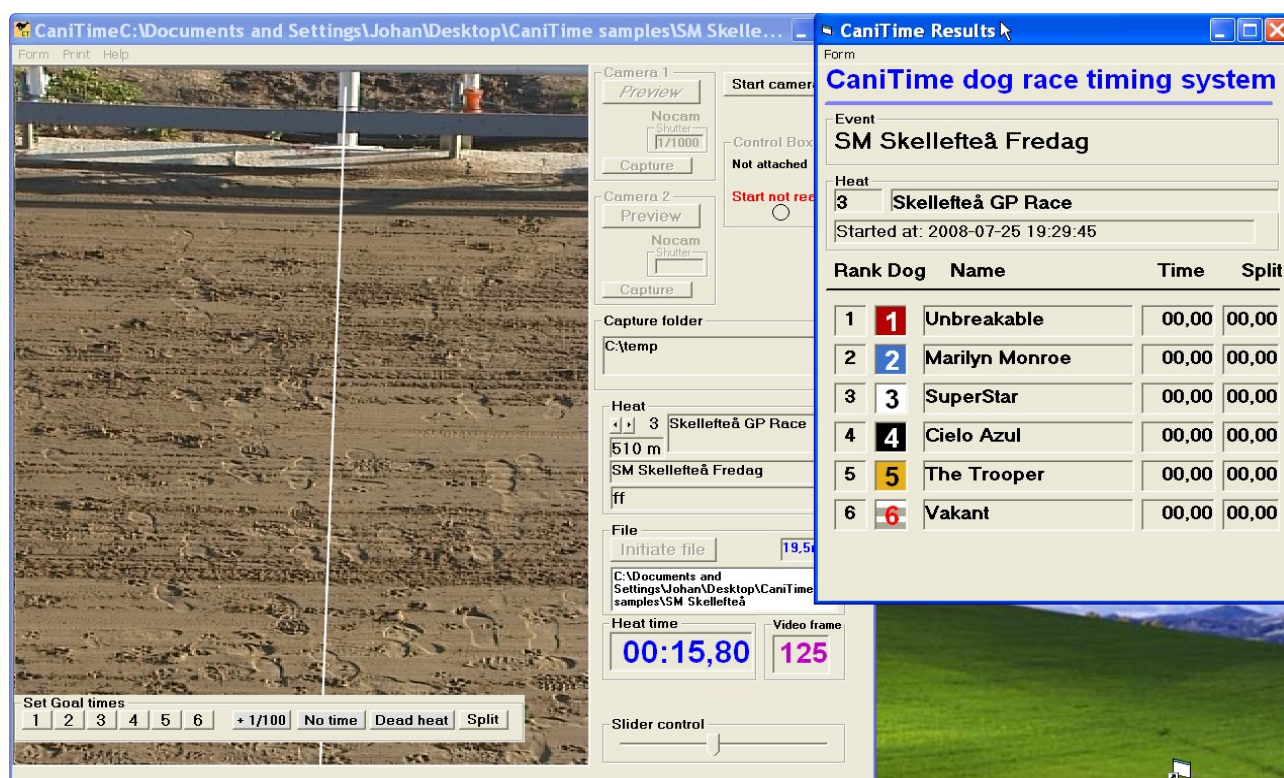 CaniTimeC:\Documents and Settings\Johan\Desktop\CaniTime samples\SM Skelle...
Form Print Help
Camera 1
Preview
Nocam
Shutter
1/1000
Capture
Camera 2
Preview
Nocam
Shutter
Capture
Start camera
Control Box
Not attached
Start not
Capture folder
C:\temp
Heat
3 Skellefteå GP Race
510 m
SM Skellefteå Fredag
ff
File
Initiate file
C:\Documents and
Settings\Johan\Desktop\CaniTime
samples\SM Skellefteå
Heat time
00:15,80
Video frame
125
Set Goal times
1 2 3 4 5 6 + 1/100 No time Dead heat Split
Slider control
CaniTime Results
Form
CaniTime dog race timing system
Event
SM Skellefteå Fredag
Heat
3 Skellefteå GP Race
Started at: 2008-07-25 19:29:45
Rank Dog Name Time Split
1 1 Unbreakable 00,00 00,00
2 2 Marilyn Monroe 00,00 00,00
3 3 SuperStar 00,00 00,00
4 4 Cielo Azul 00,00 00,00
5 5 The Trooper 00,00 00,00
6 6 Vakant 00,00 00,00